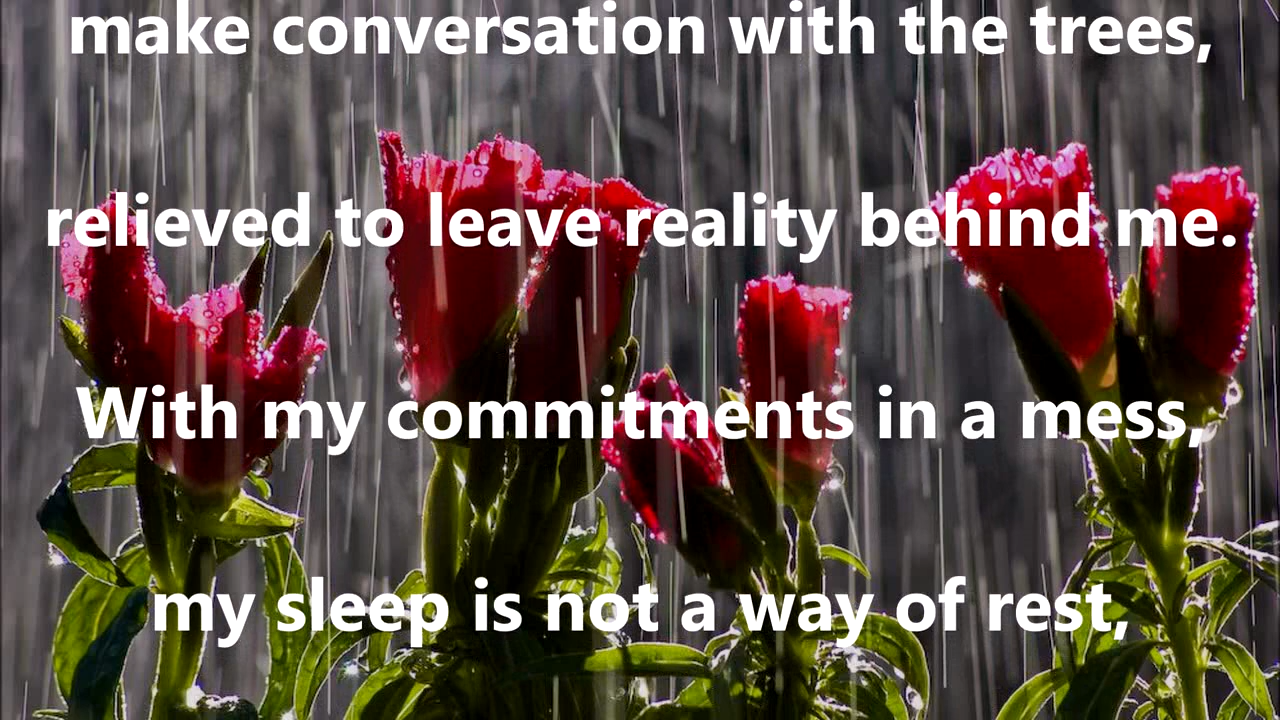 make conversation with the trees,
relieved to leave reality behind me.
With my commitments in a mess,
my sleep is not a way of rest,